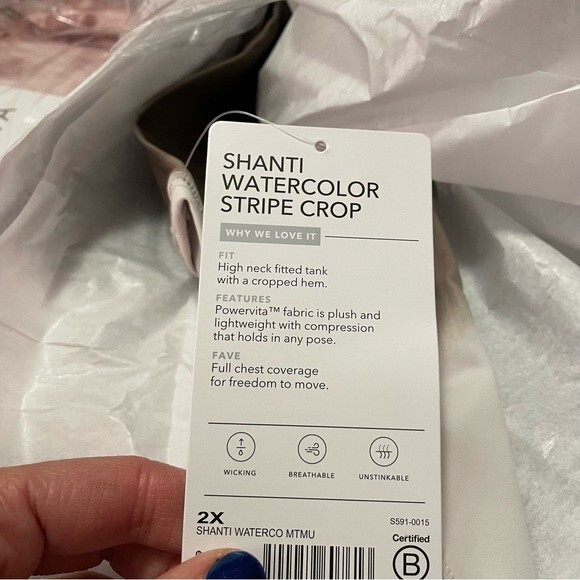 SHANTI
WATERCOLOR
STRIPE CROP
WHY WE LOVE IT
FIT
High neck fitted tank
with a cropped hem.
FEATURES
Powervita™ fabric is plush and
lightweight with compression
that holds in any pose.
FAVE
Full chest coverage
for freedom to move.
WICKING
BREATHABLE
UNSTINKABLE
2X
S591-0015
SHANTI WATERCO MTMU
Certified
$
B